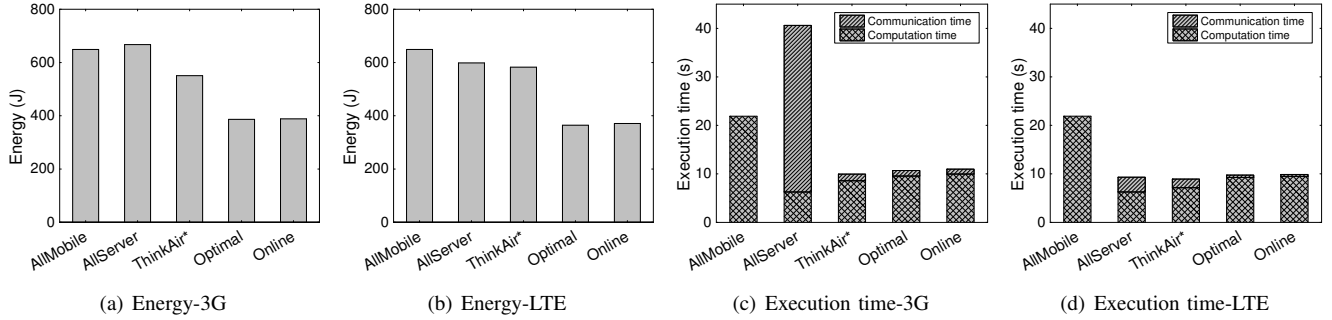 800
600
400
200
0
Energy (J)
AllMobile
AllServer
ThinkAir*
Optimal
Online
(a) Energy-3G
800
600
400
200
0
Energy (J)
AllMobile
AllServer
ThinkAir*
Optimal
Online
(b) Energy-LTE
Communication time
Computation time
40
30
20
10
0
Execution time (s)
AllMobile
AllServer
ThinkAir*
Optimal
Online
(c) Execution time-3G
Communication time
Computation time
40
30
20
10
0
Execution time (s)
AllMobile
AllServer
ThinkAir*
Optimal
Online
(d) Execution time-LTE